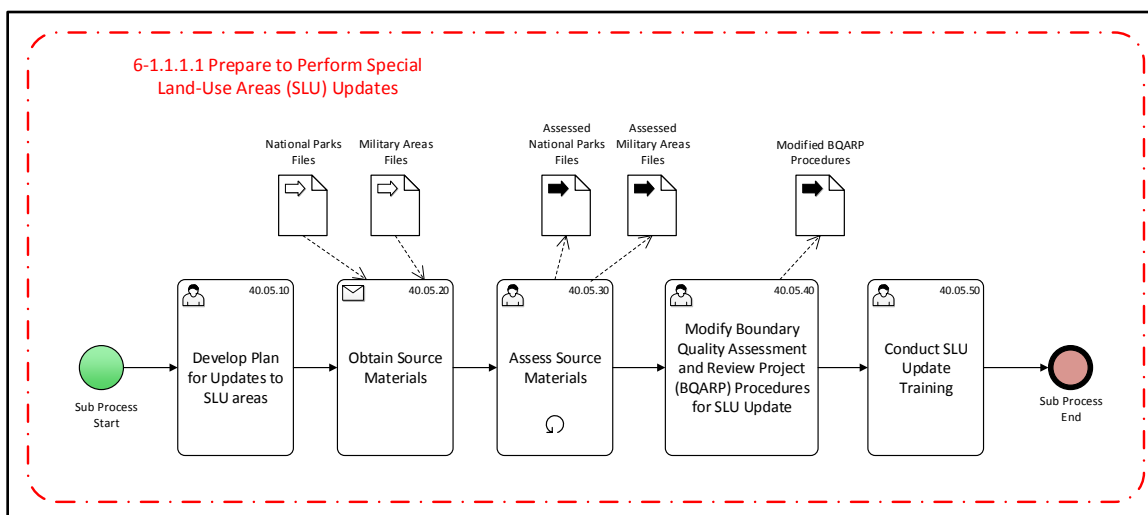 6-1.1.1.1 Prepare to Perform Special
Land-Use Areas (SLU) Updates
National Parks
Files
Military Areas
Files
Assessed
National Parks
Files
Assessed
Military Areas
Files
Modified BQARP
Procedures
Sub Process
Start
40.05.10
Develop Plan
for Updates to
SLU areas
40.05.20
Obtain Source
Materials
40.05.30
Assess Source
Materials
40.05.40
Modify Boundary
Quality Assessment
and Review Project
(BQARP) Procedures
for SLU Update
40.05.50
Conduct SLU
Update
Training
Sub Process
End